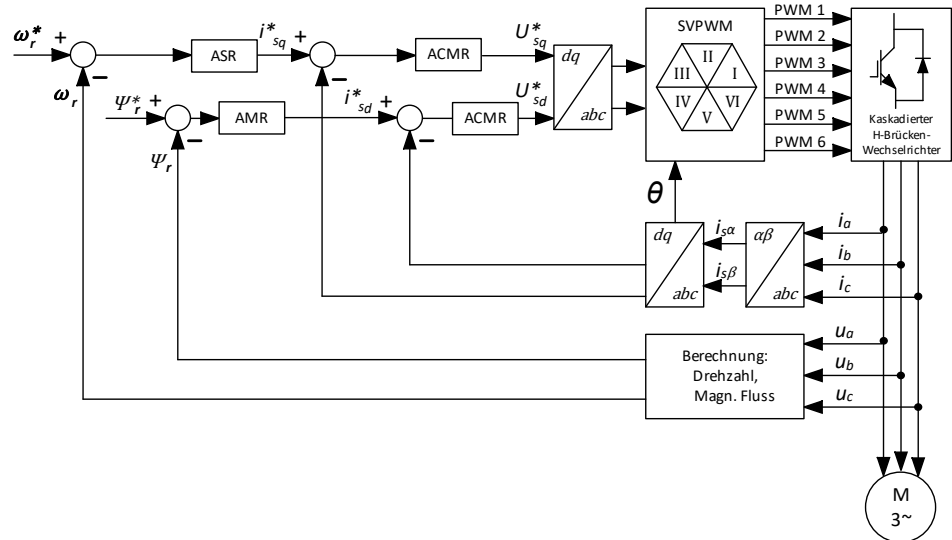 ω*r
+
−
ωr
ASR
i*sq
+
−
ACMR
U*sq
Ψr*
+
−
Ψr
AMR
i*sd
+
−
ACMR
U*sd
dq
abc
SVPWM
II
III
I
IV
VI
V
PWM 1
PWM 2
PWM 3
PWM 4
PWM 5
PWM 6
Kaskadierter
H-Brücken-
Wechselrichter
θ
dq
abc
isα
isβ
αβ
abc
ia
ib
ic
Berechnung:
Drehzahl,
Magn. Fluss
ua
ub
uc
M
3~